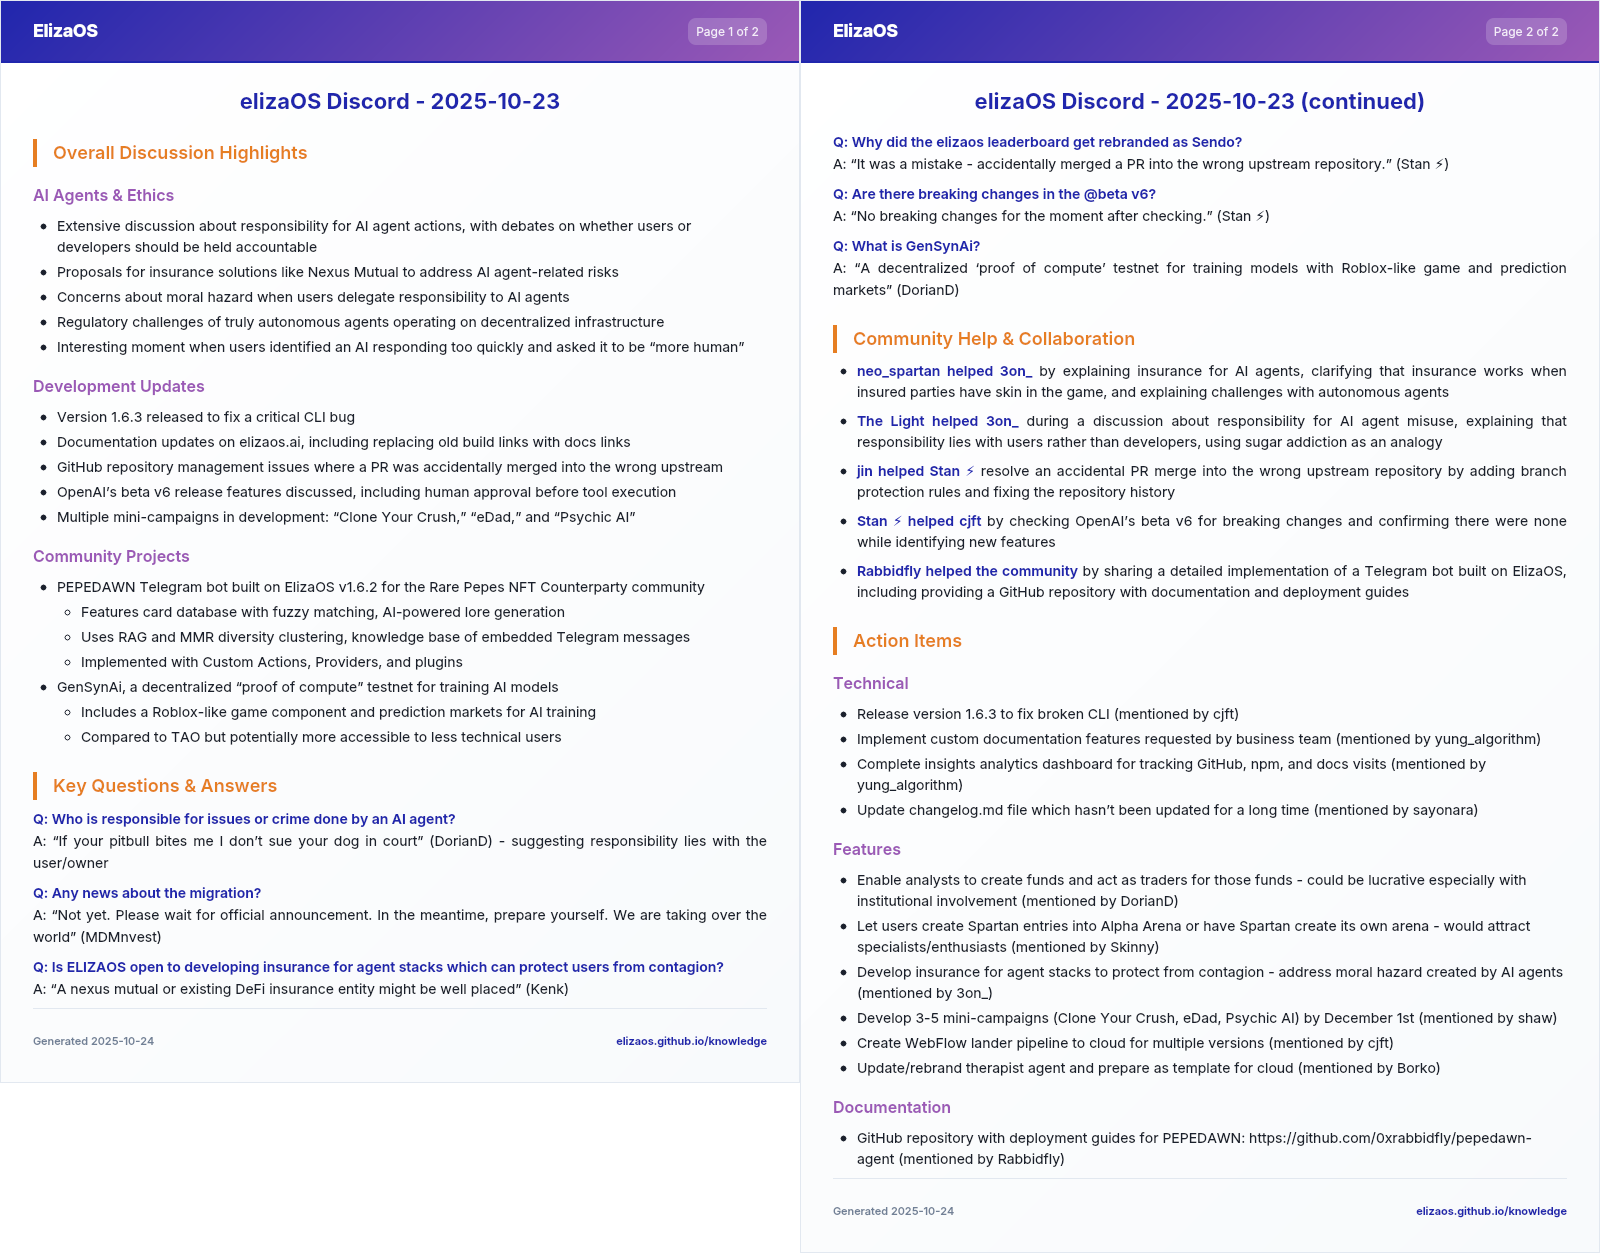 ElizaOS
Page 1 of 2
elizaOS Discord - 2025-10-23
Overall Discussion Highlights
AI Agents & Ethics
• Extensive discussion about responsibility for AI agent actions, with debates on whether users or
developers should be held accountable
• Proposals for insurance solutions like Nexus Mutual to address AI agent-related risks
• Concerns about moral hazard when users delegate responsibility to AI agents
• Regulatory challenges of truly autonomous agents operating on decentralized infrastructure
• Interesting moment when users identified an AI responding too quickly and asked it to be “more human”
Development Updates
• Version 1.6.3 released to fix a critical CLI bug
• Documentation updates on elizaos.ai, including replacing old build links with docs links
• GitHub repository management issues where a PR was accidentally merged into the wrong upstream
• OpenAI’s beta v6 release features discussed, including human approval before tool execution
• Multiple mini-campaigns in development: “Clone Your Crush,” “eDad,” and “Psychic AI”
Community Projects
• PEPEDAWN Telegram bot built on ElizaOS v1.6.2 for the Rare Pepes NFT Counterparty community
◦ Features card database with fuzzy matching, AI-powered lore generation
◦ Uses RAG and MMR diversity clustering, knowledge base of embedded Telegram messages
◦ Implemented with Custom Actions, Providers, and plugins
• GenSynAi, a decentralized “proof of compute” testnet for training AI models
◦ Includes a Roblox-like game component and prediction markets for AI training
◦ Compared to TAO but potentially more accessible to less technical users
Key Questions & Answers
Q: Who is responsible for issues or crime done by an AI agent?
A: “If your pitbull bites me I don’t sue your dog in court” (DorianD) - suggesting responsibility lies with the
user/owner
Q: Any news about the migration?
A: “Not yet. Please wait for official announcement. In the meantime, prepare yourself. We are taking over the
world” (MDMnvest)
Q: Is ELIZAOS open to developing insurance for agent stacks which can protect users from contagion?
A: “A nexus mutual or existing DeFi insurance entity might be well placed” (Kenk)
Generated 2025-10-24
elizaos.github.io/knowledge
ElizaOS
Page 2 of 2
elizaOS Discord - 2025-10-23 (continued)
Q: Why did the elizaos leaderboard get rebranded as Sendo?
A: “It was a mistake - accidentally merged a PR into the wrong upstream repository.” (Stan ⚡)
Q: Are there breaking changes in the @beta v6?
A: “No breaking changes for the moment after checking.” (Stan ⚡)
Q: What is GenSynAi?
A: “A decentralized ‘proof of compute’ testnet for training models with Roblox-like game and prediction
markets” (DorianD)
Community Help & Collaboration
• neo_spartan helped 3on_ by explaining insurance for AI agents, clarifying that insurance works when
insured parties have skin in the game, and explaining challenges with autonomous agents
• The Light helped 3on_ during a discussion about responsibility for AI agent misuse, explaining that
responsibility lies with users rather than developers, using sugar addiction as an analogy
• jin helped Stan ⚡ resolve an accidental PR merge into the wrong upstream repository by adding branch
protection rules and fixing the repository history
• Stan ⚡ helped cjft by checking OpenAI’s beta v6 for breaking changes and confirming there were none
while identifying new features
• Rabbidfly helped the community by sharing a detailed implementation of a Telegram bot built on ElizaOS,
including providing a GitHub repository with documentation and deployment guides
Action Items
Technical
• Release version 1.6.3 to fix broken CLI (mentioned by cjft)
• Implement custom documentation features requested by business team (mentioned by yung_algorithm)
• Complete insights analytics dashboard for tracking GitHub, npm, and docs visits (mentioned by
yung_algorithm)
• Update changelog.md file which hasn’t been updated for a long time (mentioned by sayonara)
Features
• Enable analysts to create funds and act as traders for those funds - could be lucrative especially with
institutional involvement (mentioned by DorianD)
• Let users create Spartan entries into Alpha Arena or have Spartan create its own arena - would attract
specialists/enthusiasts (mentioned by Skinny)
• Develop insurance for agent stacks to protect from contagion - address moral hazard created by AI agents
(mentioned by 3on_)
• Develop 3-5 mini-campaigns (Clone Your Crush, eDad, Psychic AI) by December 1st (mentioned by shaw)
• Create WebFlow lander pipeline to cloud for multiple versions (mentioned by cjft)
• Update/rebrand therapist agent and prepare as template for cloud (mentioned by Borko)
Documentation
• GitHub repository with deployment guides for PEPEDAWN: https://github.com/0xrabbidfly/pepedawn-
agent (mentioned by Rabbidfly)
Generated 2025-10-24
elizaos.github.io/knowledge